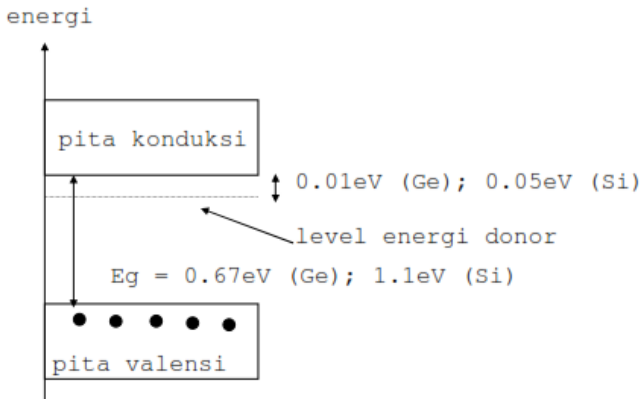 energi
pita konduksi
0.01eV (Ge); 0.05eV (Si)
level energi donor
Eg = 0.67eV (Ge); 1.1eV (Si)
pita valensi